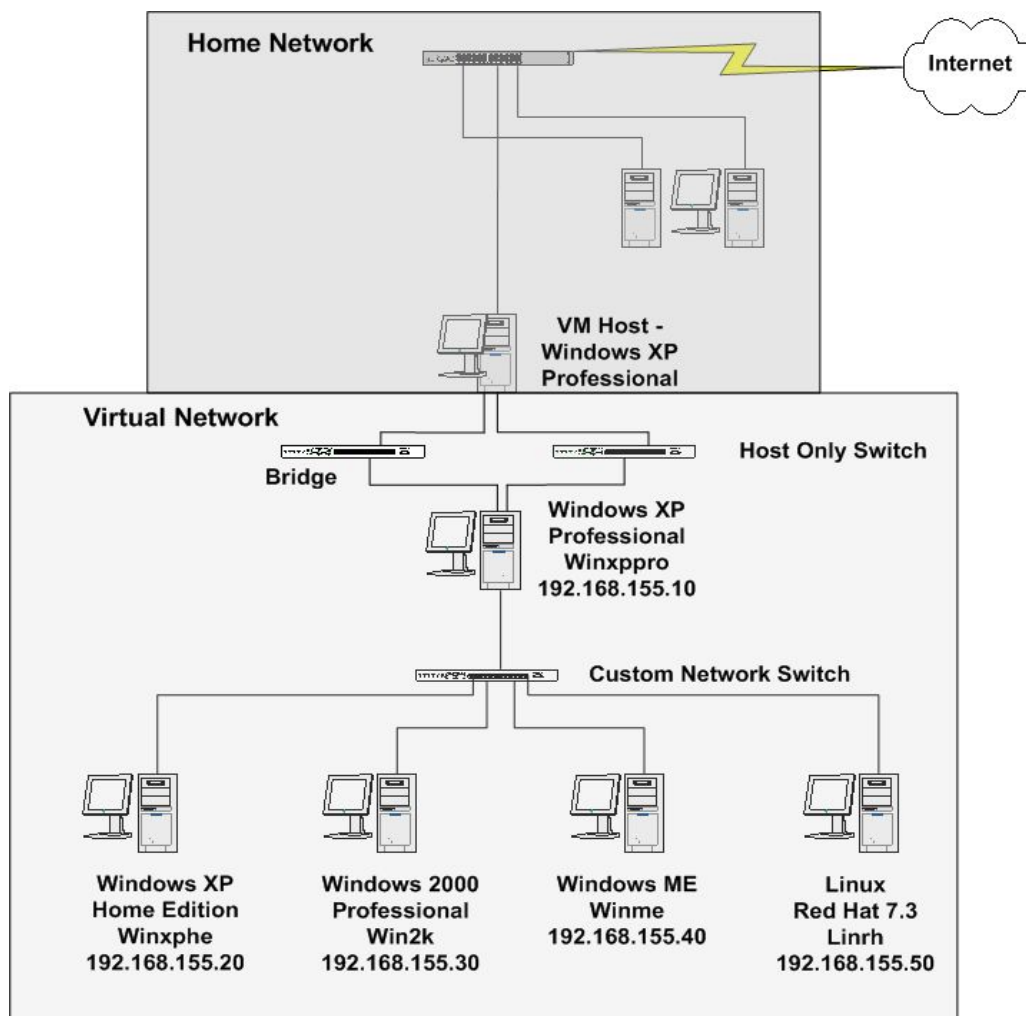 Home Network
Internet
VM Host -
Windows XP
Professional
Virtual Network
Bridge
Host Only Switch
Windows XP
Professional
Winxppro
192.168.155.10
Custom Network Switch
Windows XP
Home Edition
Winxphe
192.168.155.20
Windows 2000
Professional
Win2k
192.168.155.30
Windows ME
Winme
192.168.155.40
Linux
Red Hat 7.3
Linrh
192.168.155.50